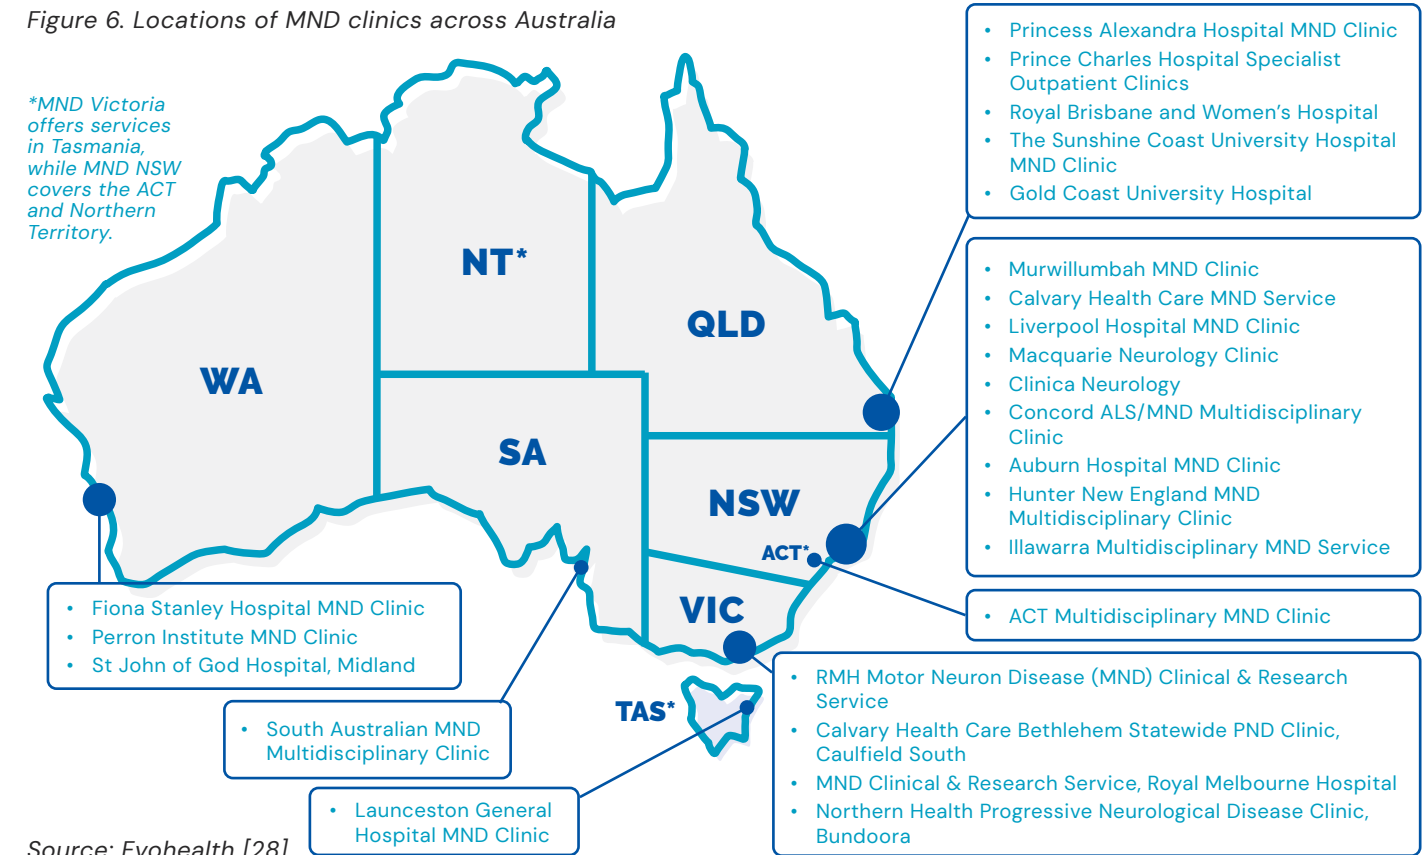 Figure 6. Locations of MND clinics across Australia
*MND Victoria
offers services
in Tasmania,
while MND NSW
covers the ACT
and Northern
Territory.
WA
NT*
QLD
SA
NSW
ACT*
VIC
TAS*
• Princess Alexandra Hospital MND Clinic
• Prince Charles Hospital Specialist
Outpatient Clinics
• Royal Brisbane and Women’s Hospital
• The Sunshine Coast University Hospital
MND Clinic
• Gold Coast University Hospital
• Murwillumbah MND Clinic
• Calvary Health Care MND Service
• Liverpool Hospital MND Clinic
• Macquarie Neurology Clinic
• Clinica Neurology
• Concord ALS/MND Multidisciplinary
Clinic
• Auburn Hospital MND Clinic
• Hunter New England MND
Multidisciplinary Clinic
• Illawarra Multidisciplinary MND Service
• ACT Multidisciplinary MND Clinic
• Fiona Stanley Hospital MND Clinic
• Perron Institute MND Clinic
• St John of God Hospital, Midland
• South Australian MND
Multidisciplinary Clinic
• Launceston General
Hospital MND Clinic
• RMH Motor Neuron Disease (MND) Clinical & Research
Service
• Calvary Health Care Bethlehem Statewide PND Clinic,
Caulfield South
• MND Clinical & Research Service, Royal Melbourne Hospital
• Northern Health Progressive Neurological Disease Clinic,
Bundoora
Source: Evohealth [28]